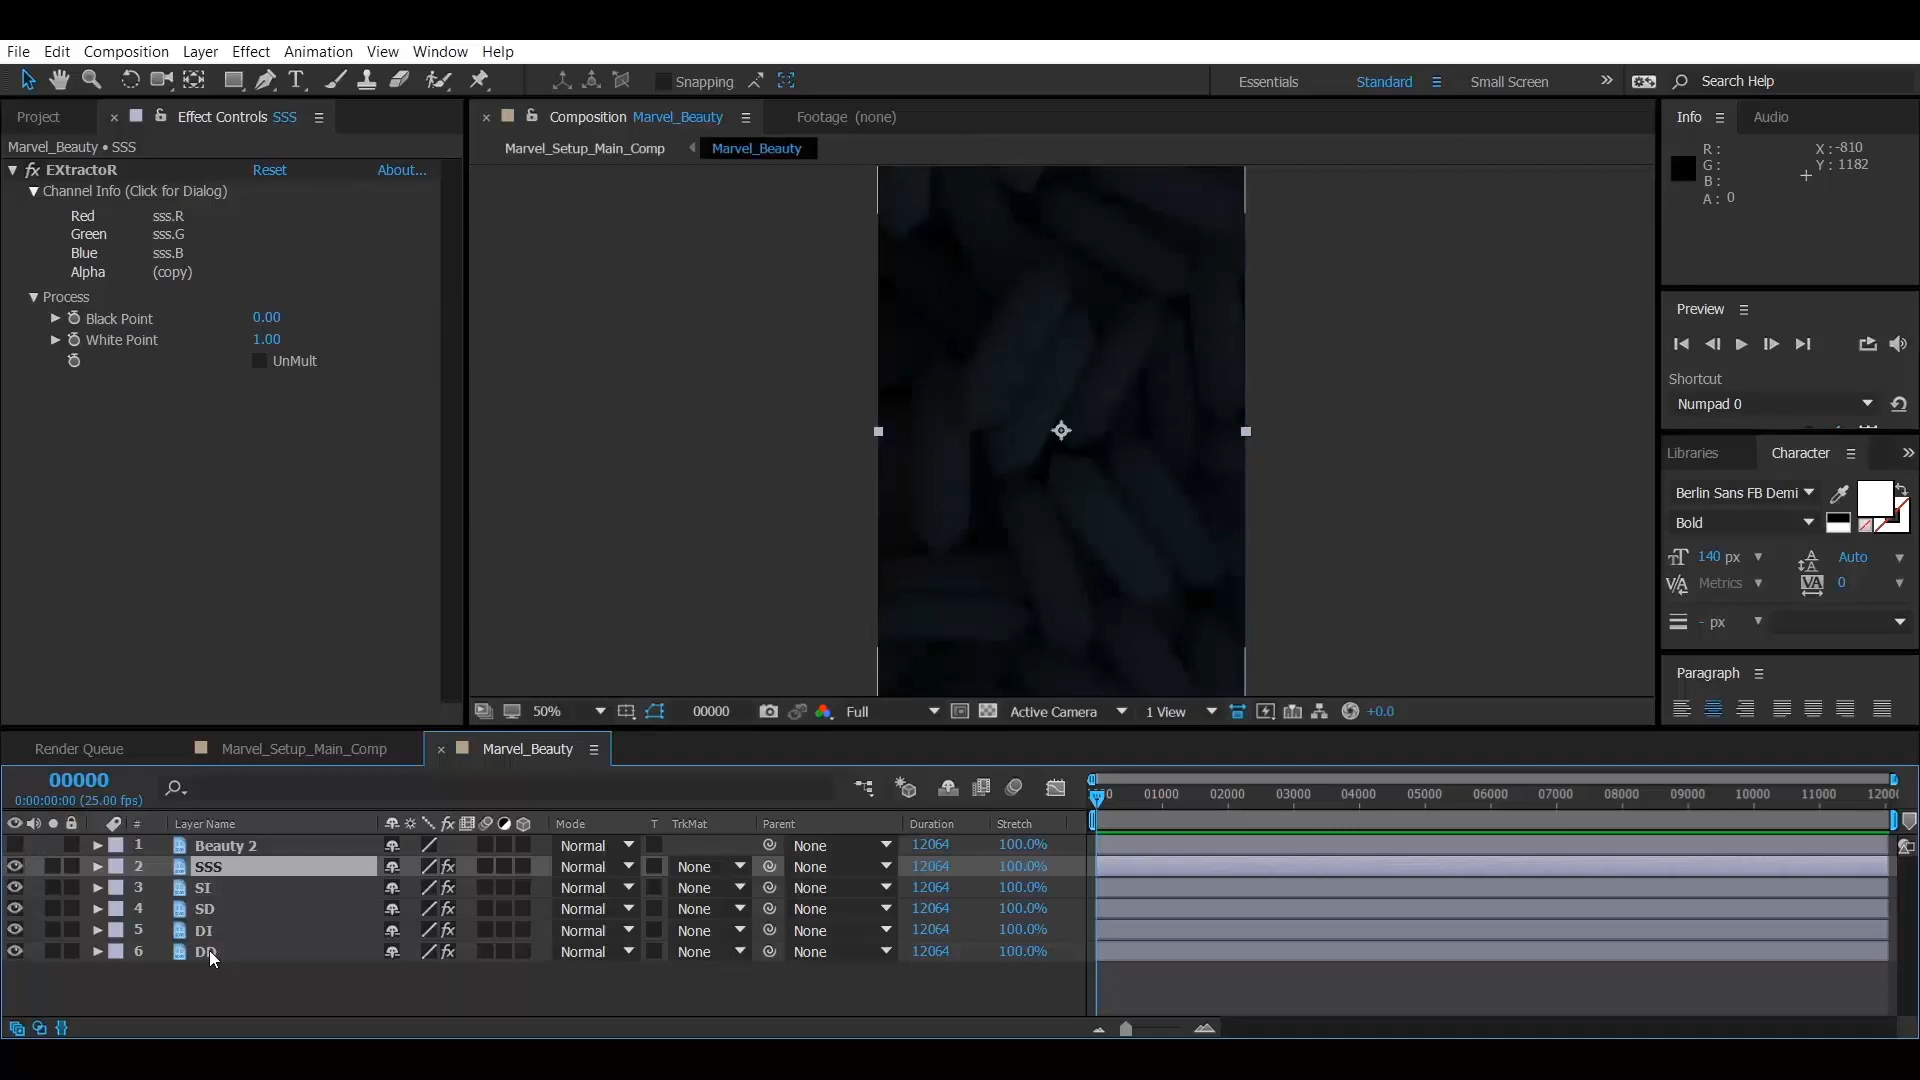 File Edit Composition Layer Effect Animation View Window Help
Snapping Essentials Standard Small Screen Search Help
Project Effect Controls SSS Composition Marvel_Beauty Footage (none) Info Audio
Marvel_Beauty • SSS
Marvel_Setup_Main_Comp Marvel_Beauty
fx EXtractoR Reset About...
Channel Info (Click for Dialog)
Red sss.R
Green sss.G
Blue sss.B
Alpha (copy)
Process
Black Point 0.00
White Point 1.00
UnMult
R : X : -810
G : Y : 1182
B :
A : 0
Preview
Shortcut
Numpad 0
Libraries Character
Berlin Sans FB Demi
Bold
140 px Auto
Metrics 0
- px
Paragraph
50% 00000 Full Active Camera 1 View +0.0
Render Queue Marvel_Setup_Main_Comp Marvel_Beauty
00000
0:00:00:00 (25.00 fps)
01000 02000 03000 04000 05000 06000 07000 08000 09000 10000 11000
# Layer Name fx Mode T TrkMat Parent Duration Stretch
1 Beauty 2 Normal None 12064 100.0%
2 SSS fx Normal None None 12064 100.0%
3 SI fx Normal None None 12064 100.0%
4 SD fx Normal None None 12064 100.0%
5 DI fx Normal None None 12064 100.0%
6 DD fx Normal None None 12064 100.0%